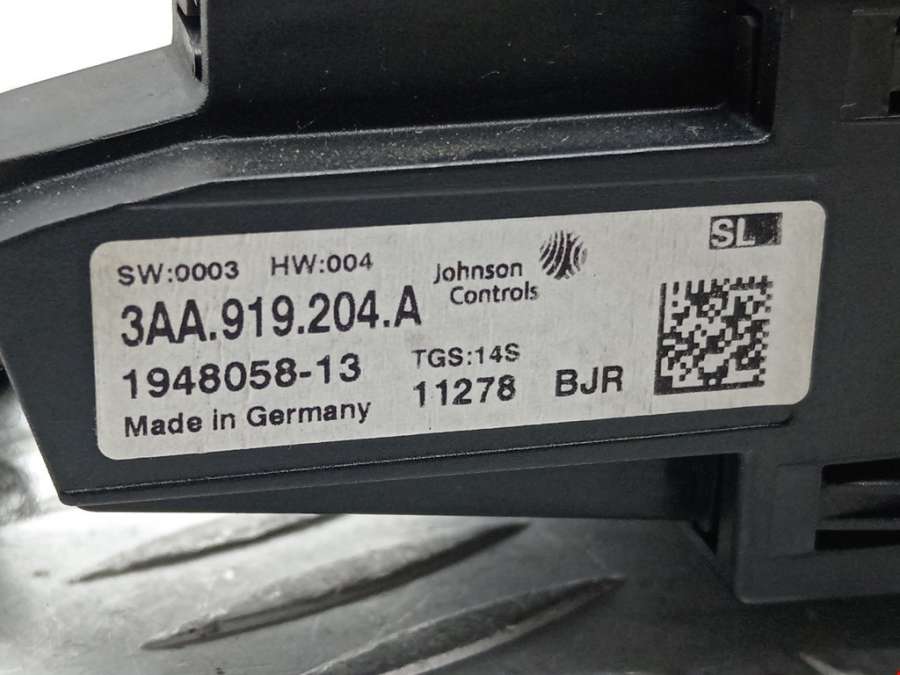 SL
SW:0003 HW:004
Johnson
Controls
3AA.919.204.A
1948058-13
TGS:14S
11278 BJR
Made in Germany